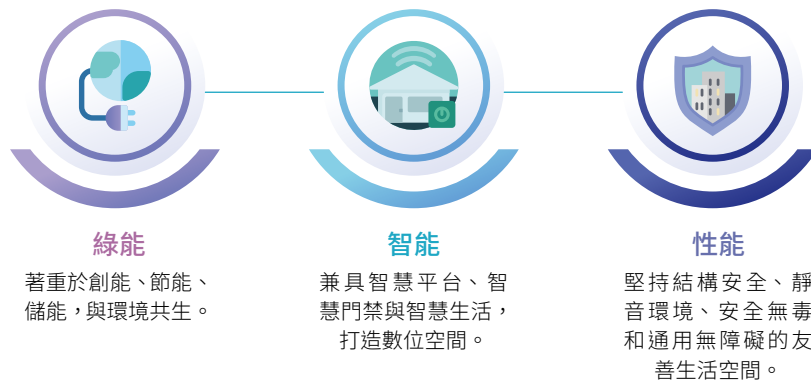 綠能
著重於創能、節能、
儲能，與環境共生。
智能
兼具智慧平台、智
慧門禁與智慧生活，
打造數位空間。
性能
堅持結構安全、靜
音環境、安全無毒
和通用無障礙的友
善生活空間。